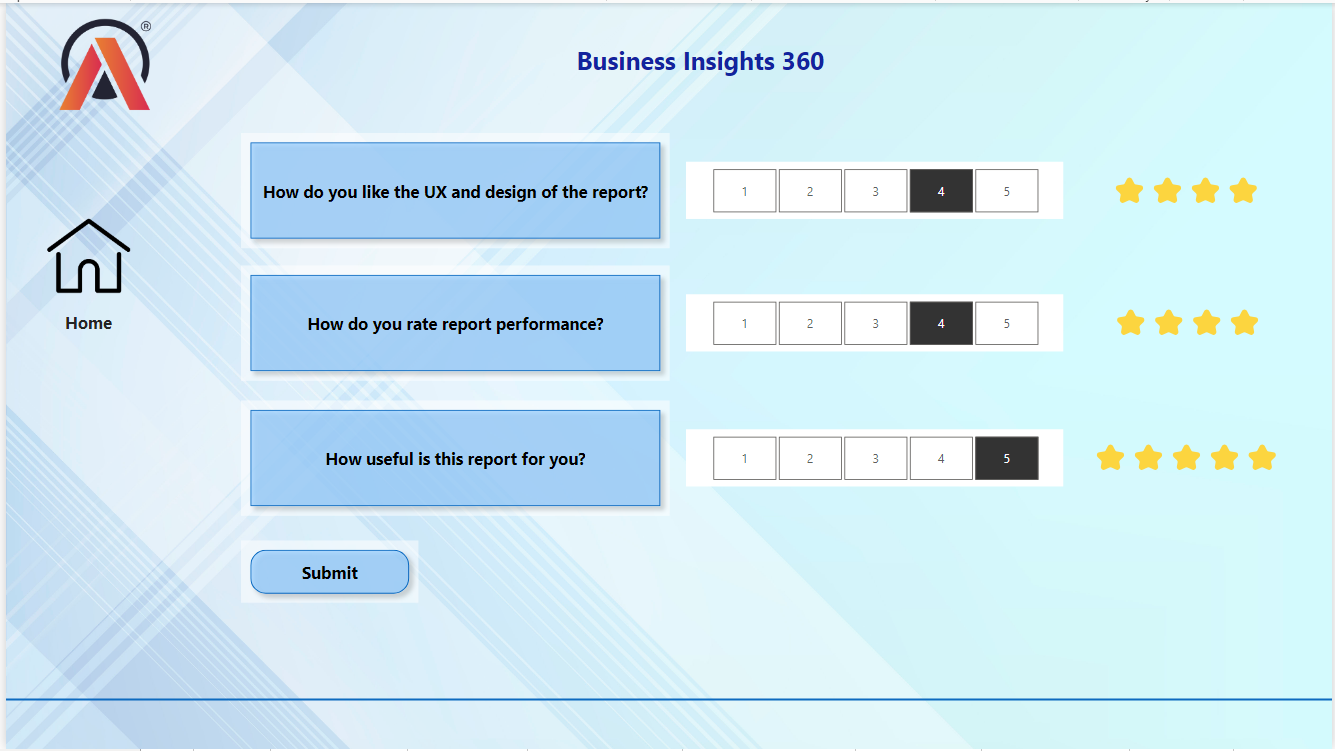 ®
Business Insights 360
How do you like the UX and design of the report?
1 2 3 4 5
Home
How do you rate report performance?
1 2 3 4 5
How useful is this report for you?
1 2 3 4 5
Submit